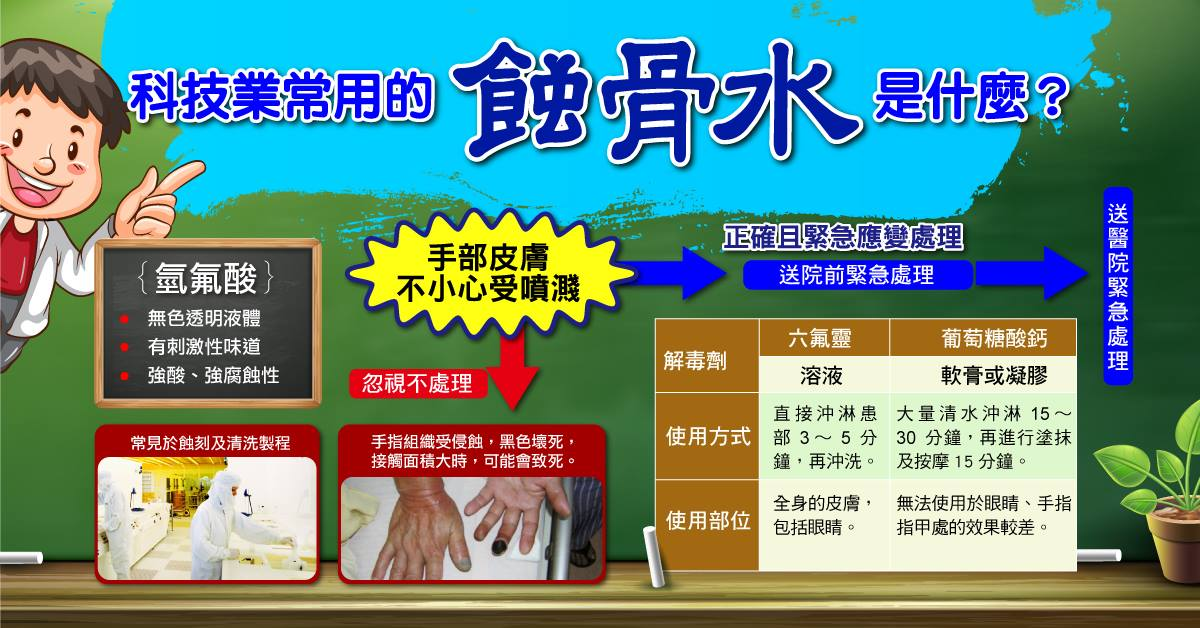 科技業常用的 蝕骨水 是什麼？
{氫氟酸}
無色透明液體
有刺激性味道
強酸、強腐蝕性
常見於蝕刻及清洗製程
手部皮膚
不小心受噴濺
忽視不處理
手指組織受侵蝕，黑色壞死，
接觸面積大時，可能會致死。
正確且緊急應變處理
送院前緊急處理
送醫院緊急處理
解毒劑
六氟靈
葡萄糖酸鈣
溶液
軟膏或凝膠
使用方式
直接沖淋患
部 3～ 5 分
鐘，再沖洗。
大量清水沖淋 15～
30 分鐘，再進行塗抹
及按摩 15 分鐘。
使用部位
全身的皮膚，
包括眼睛。
無法使用於眼睛、手指
指甲處的效果較差。